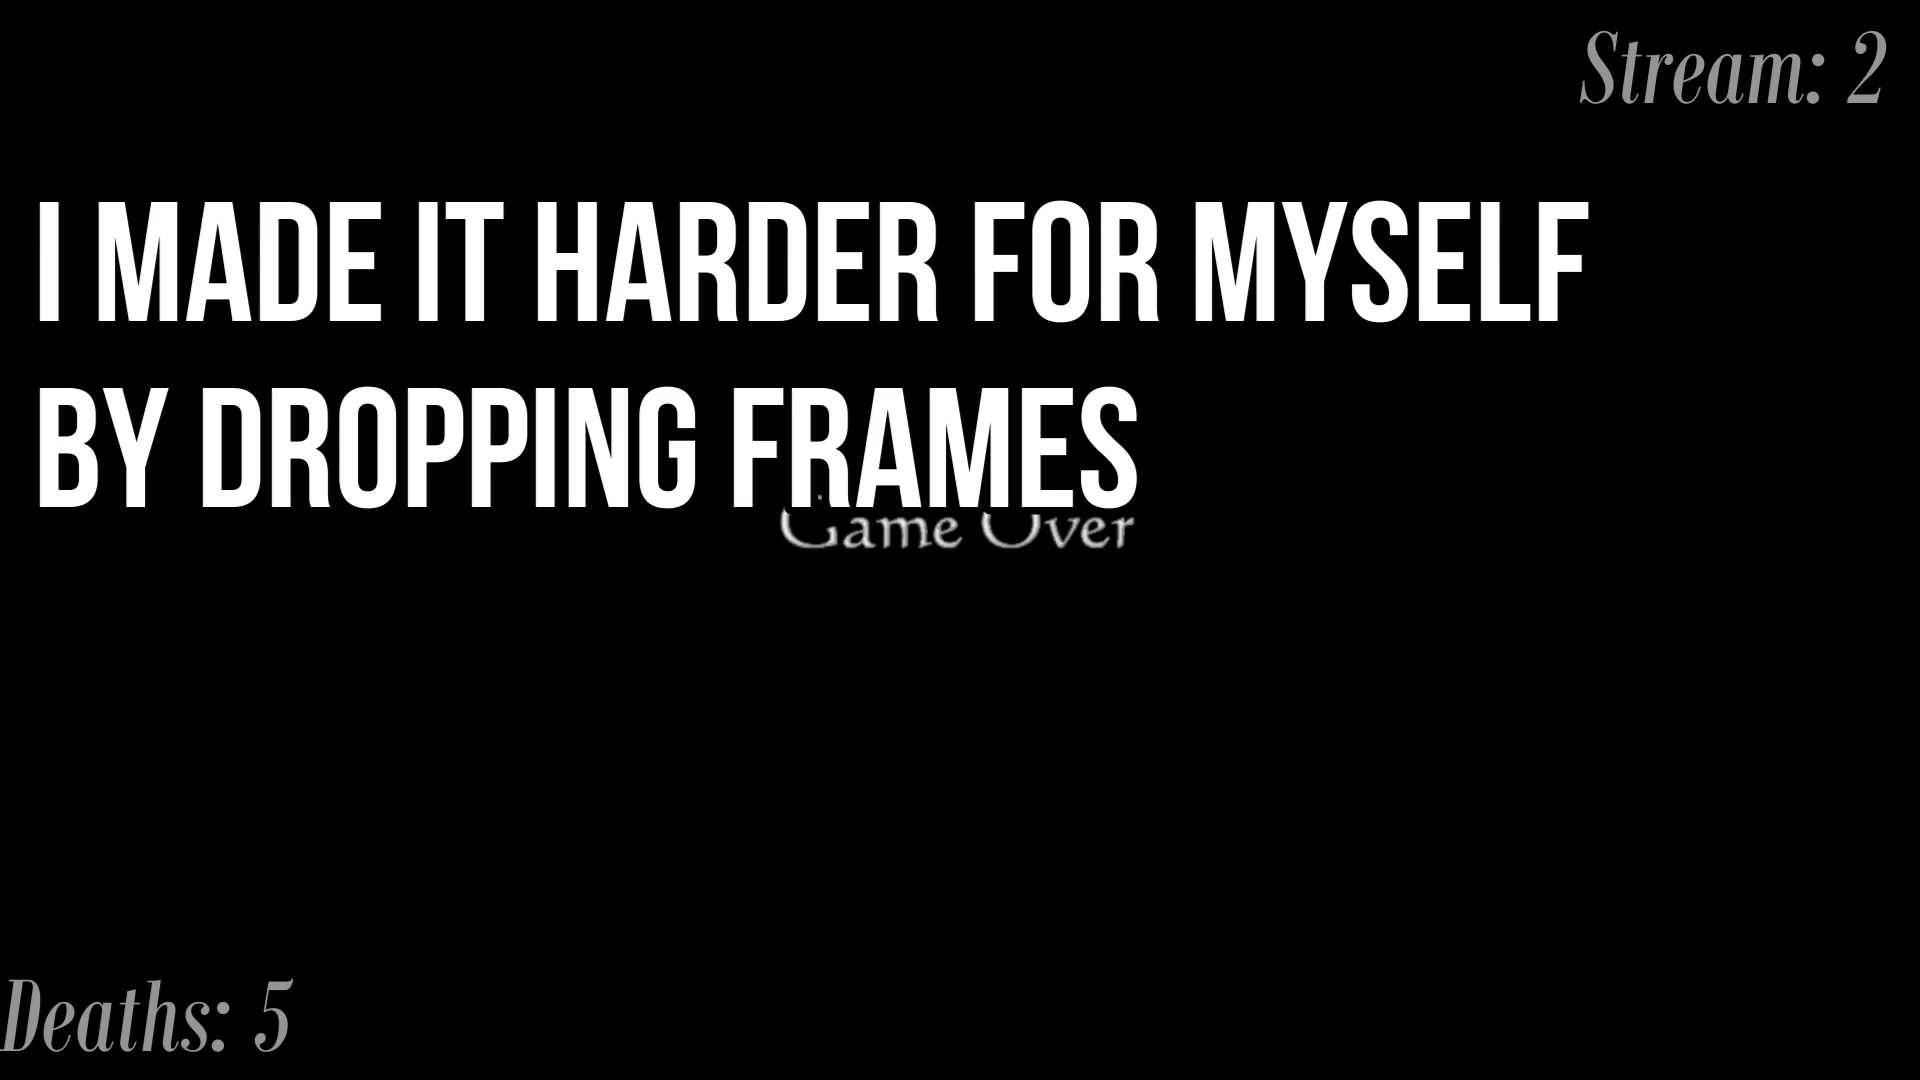 Stream: 2
I MADE IT HARDER FOR MYSELF
BY DROPPING FRAMES
Game Over
Deaths: 5